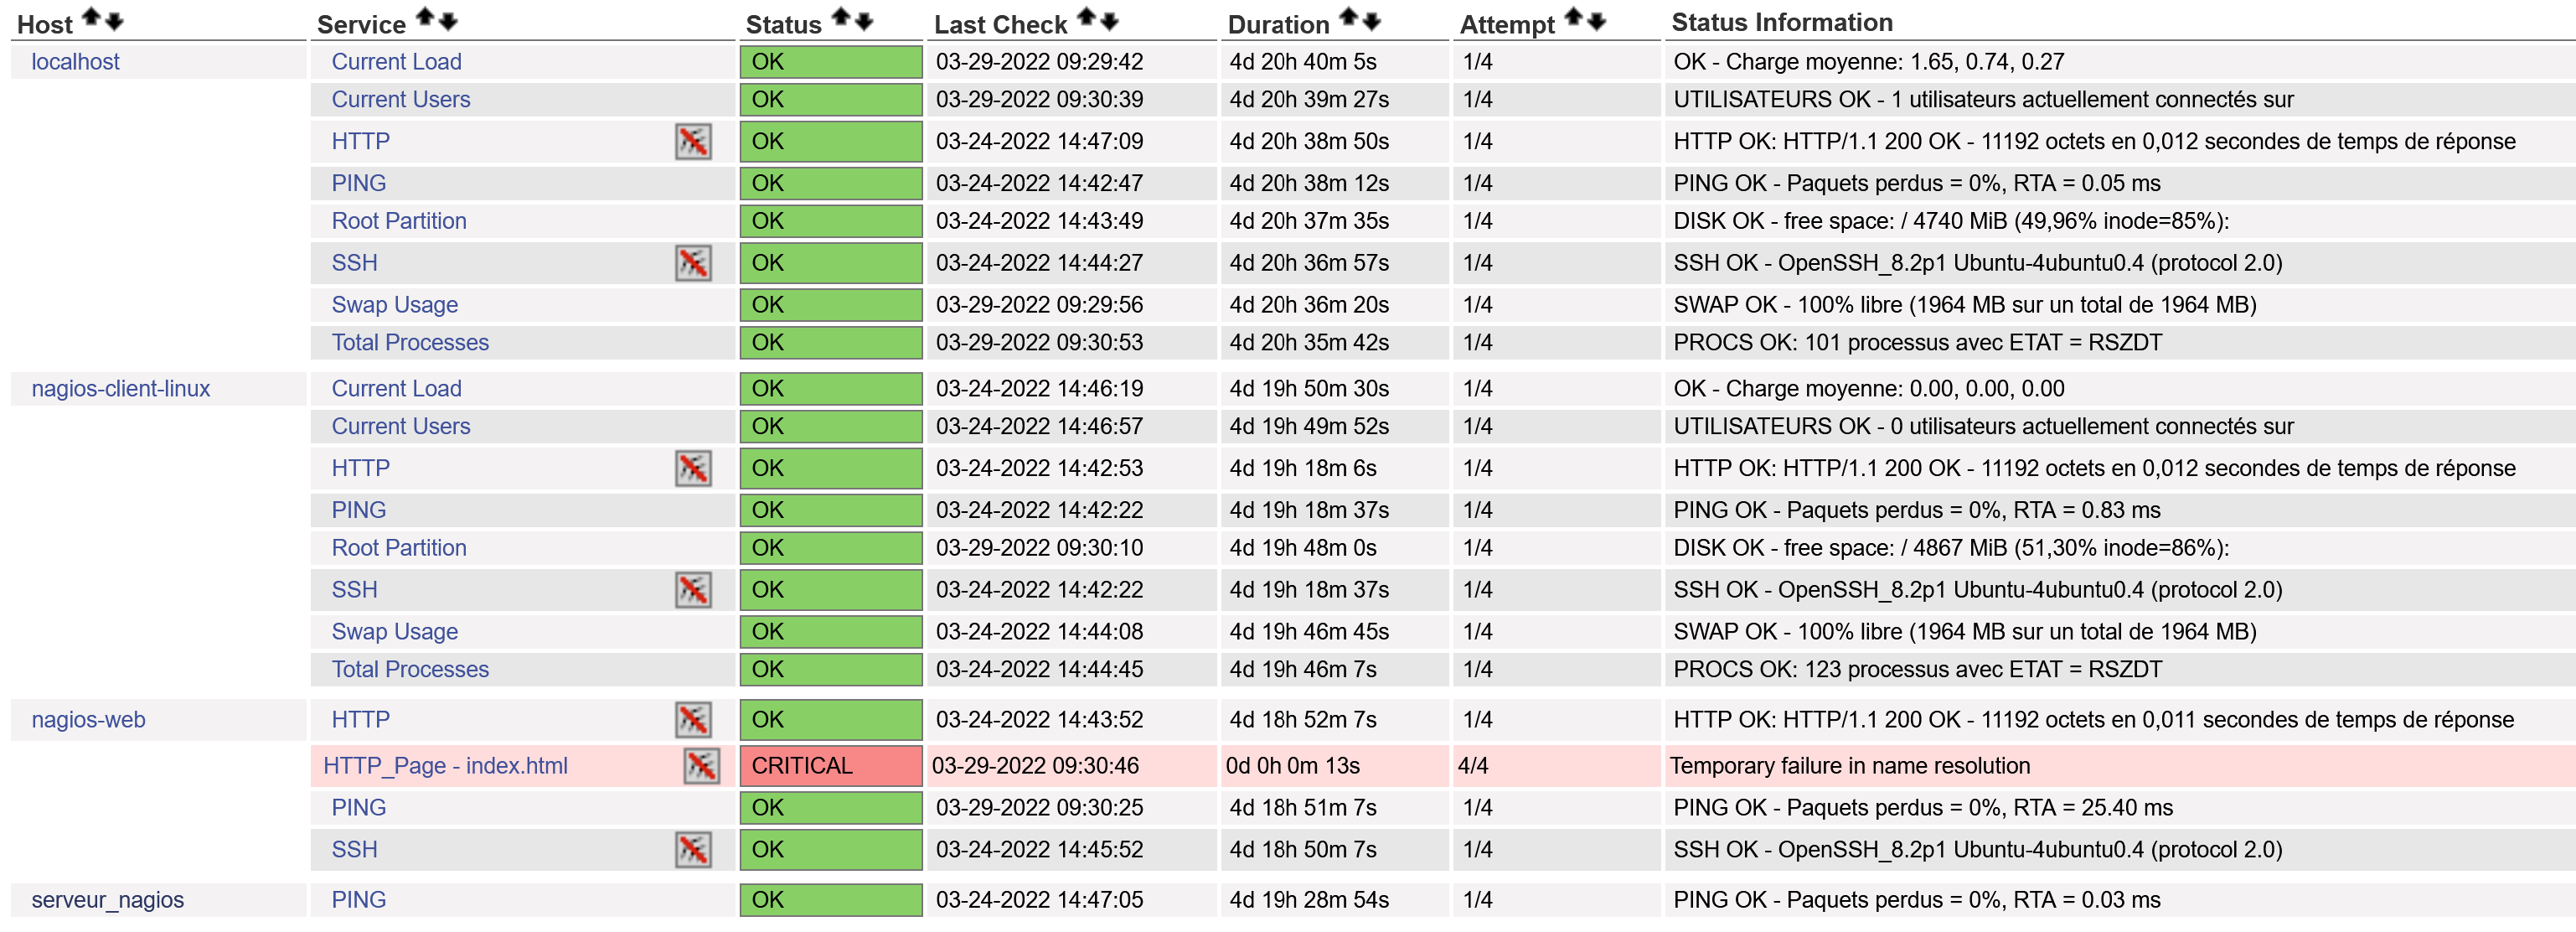 Host Service Status Last Check Duration Attempt Status Information
localhost Current Load OK 03-29-2022 09:29:42 4d 20h 40m 5s 1/4 OK - Charge moyenne: 1.65, 0.74, 0.27
Current Users OK 03-29-2022 09:30:39 4d 20h 39m 27s 1/4 UTILISATEURS OK - 1 utilisateurs actuellement connectés sur
HTTP OK 03-24-2022 14:47:09 4d 20h 38m 50s 1/4 HTTP OK: HTTP/1.1 200 OK - 11192 octets en 0,012 secondes de temps de réponse
PING OK 03-24-2022 14:42:47 4d 20h 38m 12s 1/4 PING OK - Paquets perdus = 0%, RTA = 0.05 ms
Root Partition OK 03-24-2022 14:43:49 4d 20h 37m 35s 1/4 DISK OK - free space: / 4740 MiB (49,96% inode=85%):
SSH OK 03-24-2022 14:44:27 4d 20h 36m 57s 1/4 SSH OK - OpenSSH_8.2p1 Ubuntu-4ubuntu0.4 (protocol 2.0)
Swap Usage OK 03-29-2022 09:29:56 4d 20h 36m 20s 1/4 SWAP OK - 100% libre (1964 MB sur un total de 1964 MB)
Total Processes OK 03-29-2022 09:30:53 4d 20h 35m 42s 1/4 PROCS OK: 101 processus avec ETAT = RSZDT
nagios-client-linux Current Load OK 03-24-2022 14:46:19 4d 19h 50m 30s 1/4 OK - Charge moyenne: 0.00, 0.00, 0.00
Current Users OK 03-24-2022 14:46:57 4d 19h 49m 52s 1/4 UTILISATEURS OK - 0 utilisateurs actuellement connectés sur
HTTP OK 03-24-2022 14:42:53 4d 19h 18m 6s 1/4 HTTP OK: HTTP/1.1 200 OK - 11192 octets en 0,012 secondes de temps de réponse
PING OK 03-24-2022 14:42:22 4d 19h 18m 37s 1/4 PING OK - Paquets perdus = 0%, RTA = 0.83 ms
Root Partition OK 03-29-2022 09:30:10 4d 19h 48m 0s 1/4 DISK OK - free space: / 4867 MiB (51,30% inode=86%):
SSH OK 03-24-2022 14:42:22 4d 19h 18m 37s 1/4 SSH OK - OpenSSH_8.2p1 Ubuntu-4ubuntu0.4 (protocol 2.0)
Swap Usage OK 03-24-2022 14:44:08 4d 19h 46m 45s 1/4 SWAP OK - 100% libre (1964 MB sur un total de 1964 MB)
Total Processes OK 03-24-2022 14:44:45 4d 19h 46m 7s 1/4 PROCS OK: 123 processus avec ETAT = RSZDT
nagios-web HTTP OK 03-24-2022 14:43:52 4d 18h 52m 7s 1/4 HTTP OK: HTTP/1.1 200 OK - 11192 octets en 0,011 secondes de temps de réponse
HTTP_Page - index.html CRITICAL 03-29-2022 09:30:46 0d 0h 0m 13s 4/4 Temporary failure in name resolution
PING OK 03-29-2022 09:30:25 4d 18h 51m 7s 1/4 PING OK - Paquets perdus = 0%, RTA = 25.40 ms
SSH OK 03-24-2022 14:45:52 4d 18h 50m 7s 1/4 SSH OK - OpenSSH_8.2p1 Ubuntu-4ubuntu0.4 (protocol 2.0)
serveur_nagios PING OK 03-24-2022 14:47:05 4d 19h 28m 54s 1/4 PING OK - Paquets perdus = 0%, RTA = 0.03 ms